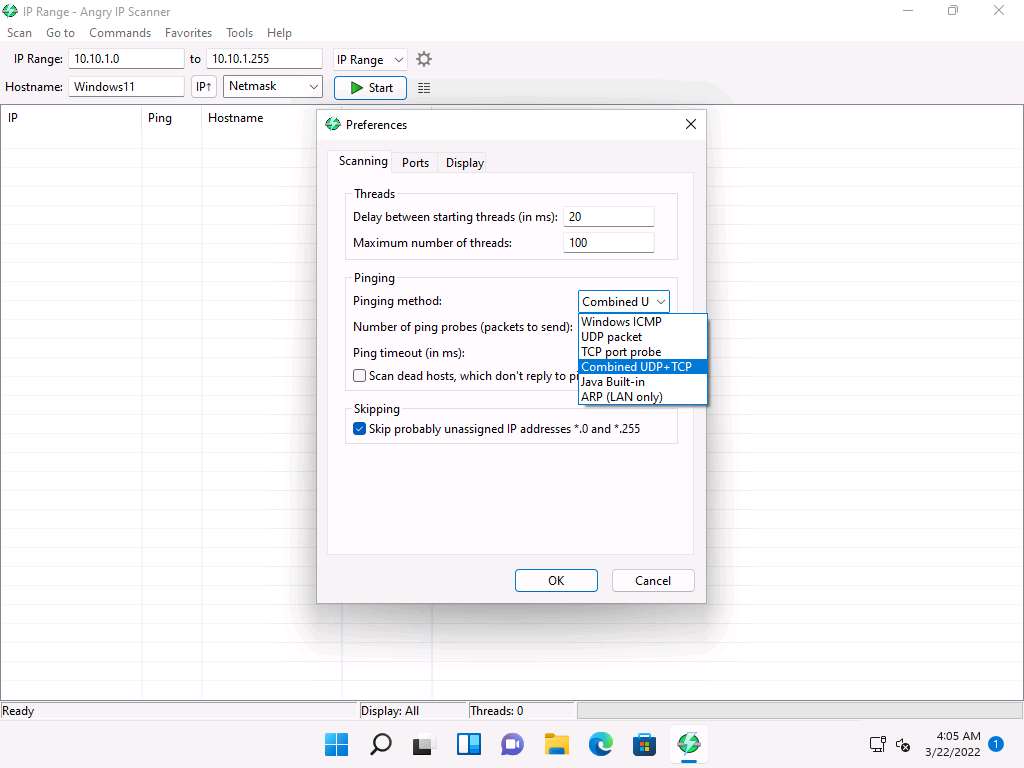 IP Range - Angry IP Scanner
Scan Go to Commands Favorites Tools Help
IP Range: 10.10.1.0 to 10.10.1.255 IP Range
Hostname: Windows11 IP↑ Netmask Start
IP Ping Hostname
Preferences
Scanning Ports Display
Threads
Delay between starting threads (in ms): 20
Maximum number of threads: 100
Pinging
Pinging method: Combined U
Windows ICMP
Number of ping probes (packets to send):
UDP packet
Ping timeout (in ms):
TCP port probe
Combined UDP+TCP
Scan dead hosts, which don't reply to p
Java Built-in
ARP (LAN only)
Skipping
Skip probably unassigned IP addresses *.0 and *.255
OK Cancel
Ready Display: All Threads: 0
4:05 AM
3/22/2022 1